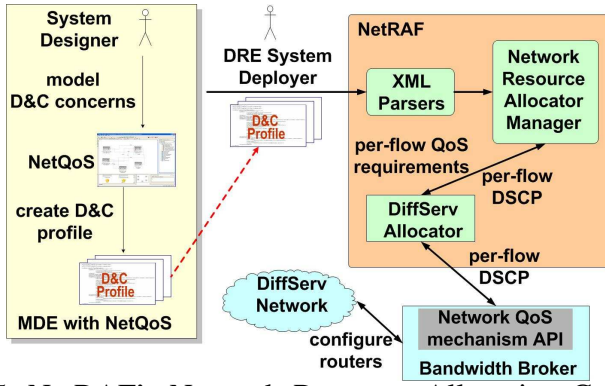 System
Designer
model
D&C concerns
NetQoS
create D&C
profile
D&C
Profile
MDE with NetQoS
DRE System
Deployer
D&C
Profile
NetRAF
XML
Parsers
Network
Resource
Allocator
Manager
per-flow QoS
requirements
per-flow
DSCP
DiffServ
Allocator
per-flow
DSCP
DiffServ
Network
configure
routers
Network QoS
mechanism API
Bandwidth Broker